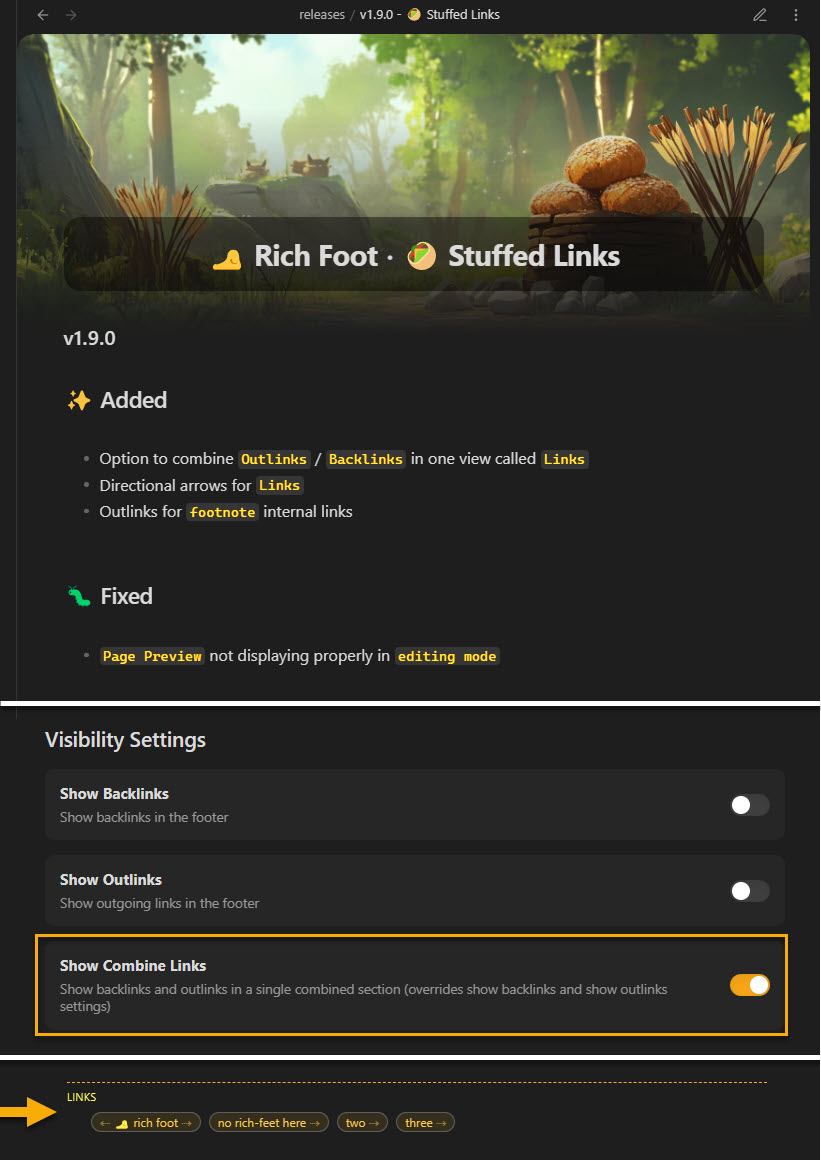 releases / v1.9.0 - 🥙 Stuffed Links
🦶 Rich Foot · 🥙 Stuffed Links
v1.9.0
✨ Added
• Option to combine Outlinks / Backlinks in one view called Links
• Directional arrows for Links
• Outlinks for footnote internal links
🐛 Fixed
• Page Preview not displaying properly in editing mode
Visibility Settings
Show Backlinks
Show backlinks in the footer
Show Outlinks
Show outgoing links in the footer
Show Combine Links
Show backlinks and outlinks in a single combined section (overrides show backlinks and show outlinks
settings)
LINKS
← 🦶 rich foot → no rich-feet here → two → three →